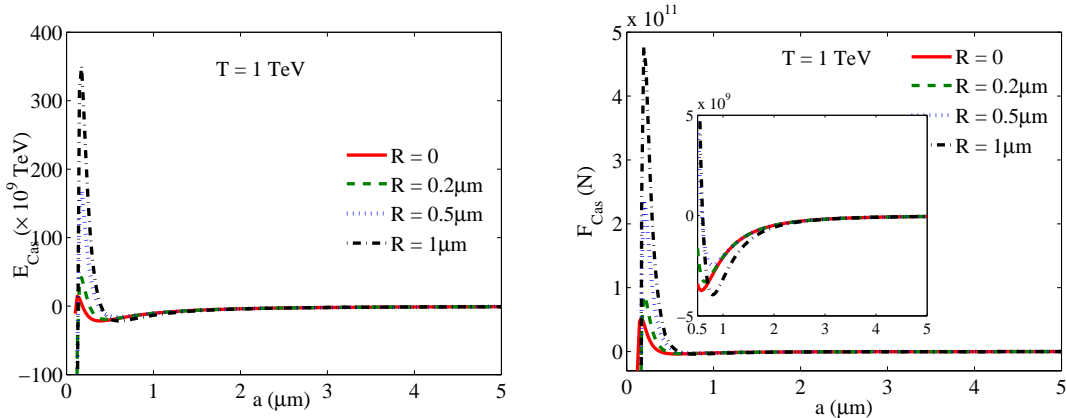 400
300
200
100
0
−100
0
1
2
3
4
5
a (μm)
E_Cas (× 10^9 TeV)
T = 1 TeV
R = 0
R = 0.2μm
R = 0.5μm
R = 1μm
x 10^11
5
4
3
2
1
0
0
1
2
3
4
5
a (μm)
F_Cas (N)
T = 1 TeV
R = 0
R = 0.2μm
R = 0.5μm
R = 1μm
x 10^9
5
0
−5
0.5
1
2
3
4
5